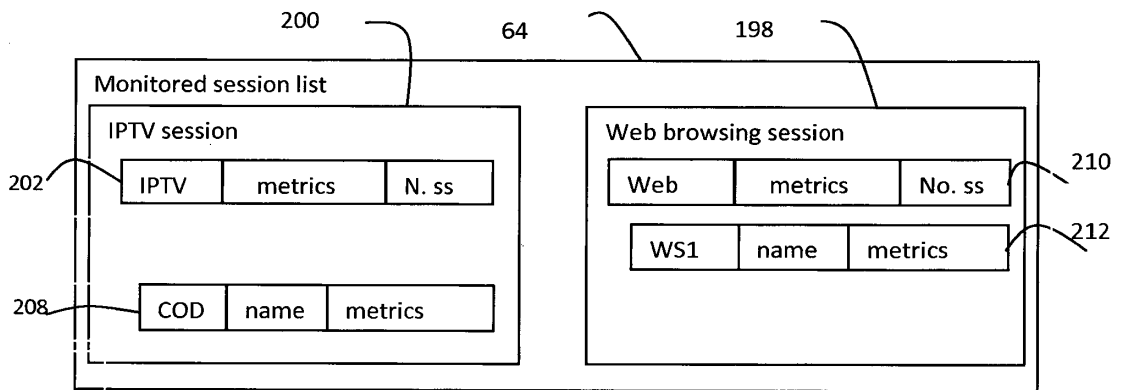 200
64
198
Monitored session list
IPTV session
Web browsing session
202
IPTV metrics N. ss
Web metrics No. ss
210
WS1 name metrics
212
208
COD name metrics